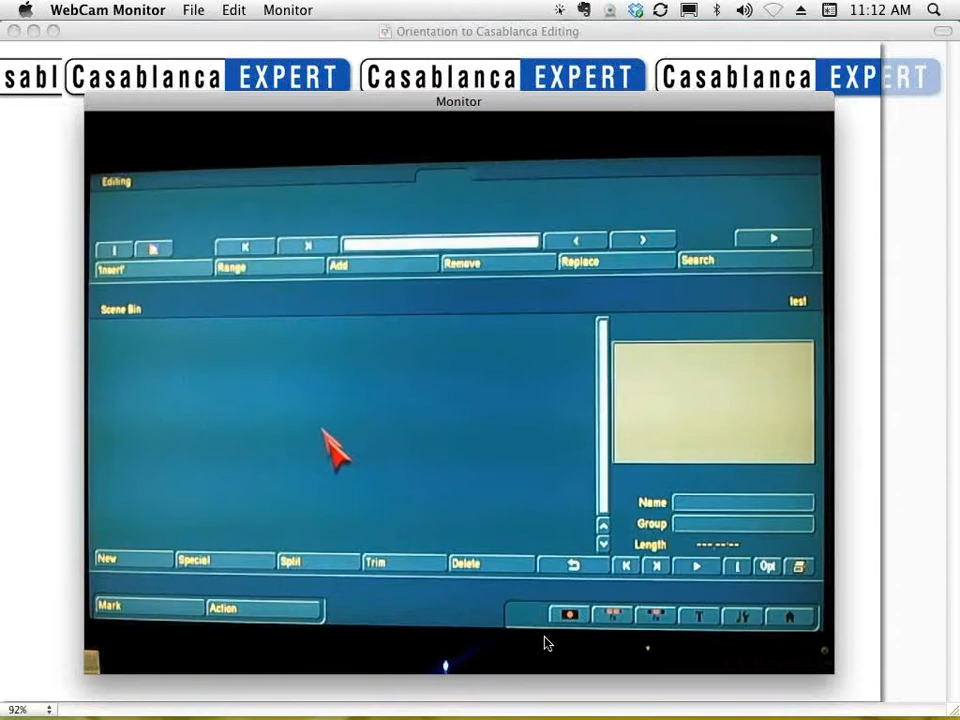 WebCam Monitor File Edit Monitor 11:12 AM
Orientation to Casablanca Editing
sabl Casablanca EXPERT Casablanca EXPERT Casablanca EXPERT
Monitor
Editing
Insert Range Add Remove Replace Search
Scene Bin test
Name
Group
Length --:--:--
New Special Split Trim Delete Opt
Mark Action T
92%